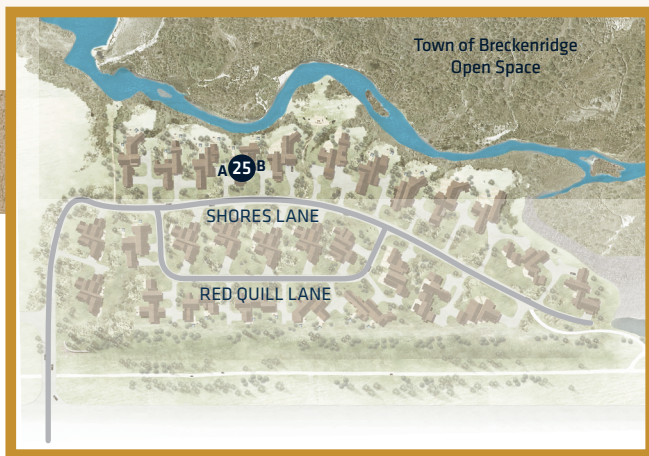 Town of Breckenridge
Open Space
A 25 B
SHORES LANE
RED QUILL LANE